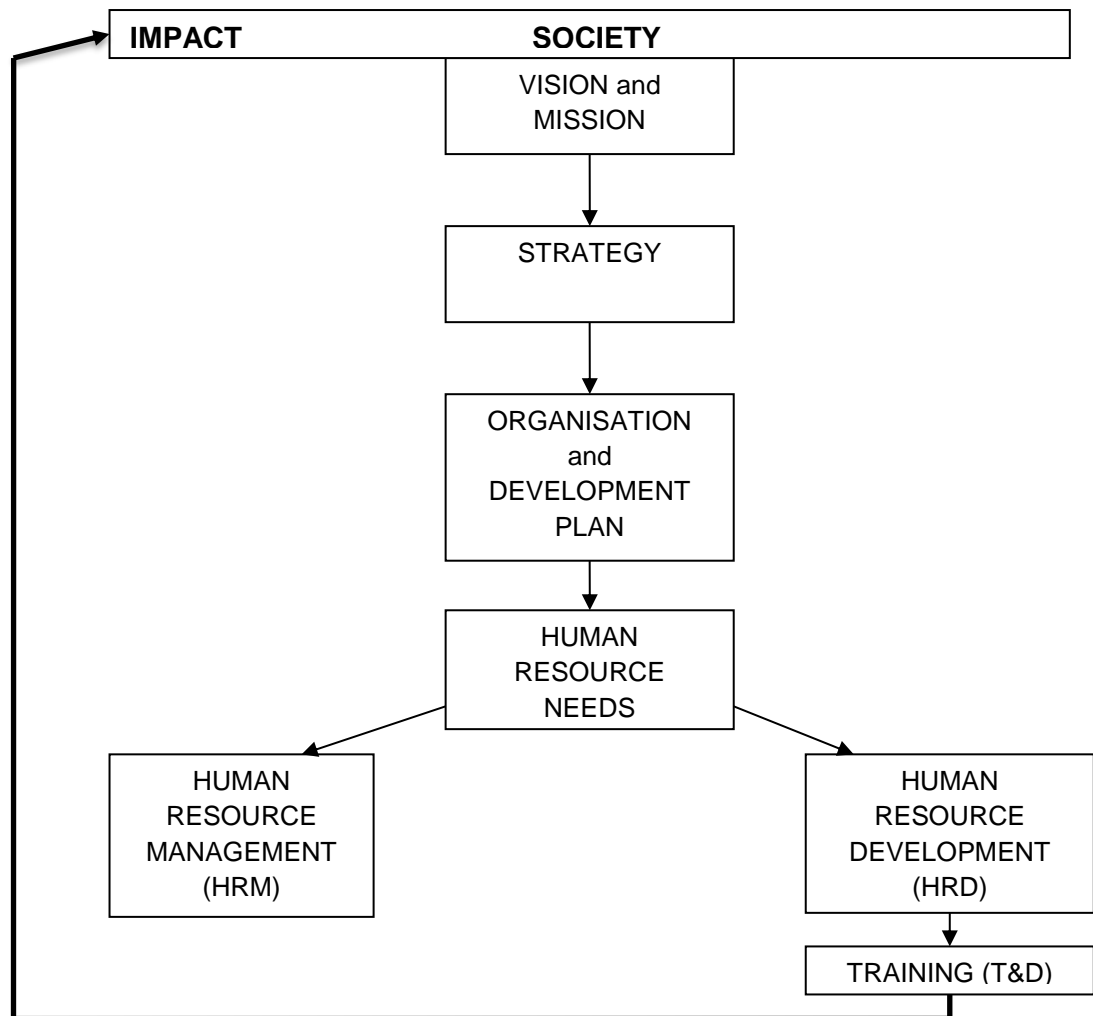 IMPACT SOCIETY
VISION and
MISSION
STRATEGY
ORGANISATION
and
DEVELOPMENT
PLAN
HUMAN
RESOURCE
NEEDS
HUMAN
RESOURCE
MANAGEMENT
(HRM)
HUMAN
RESOURCE
DEVELOPMENT
(HRD)
TRAINING (T&D)